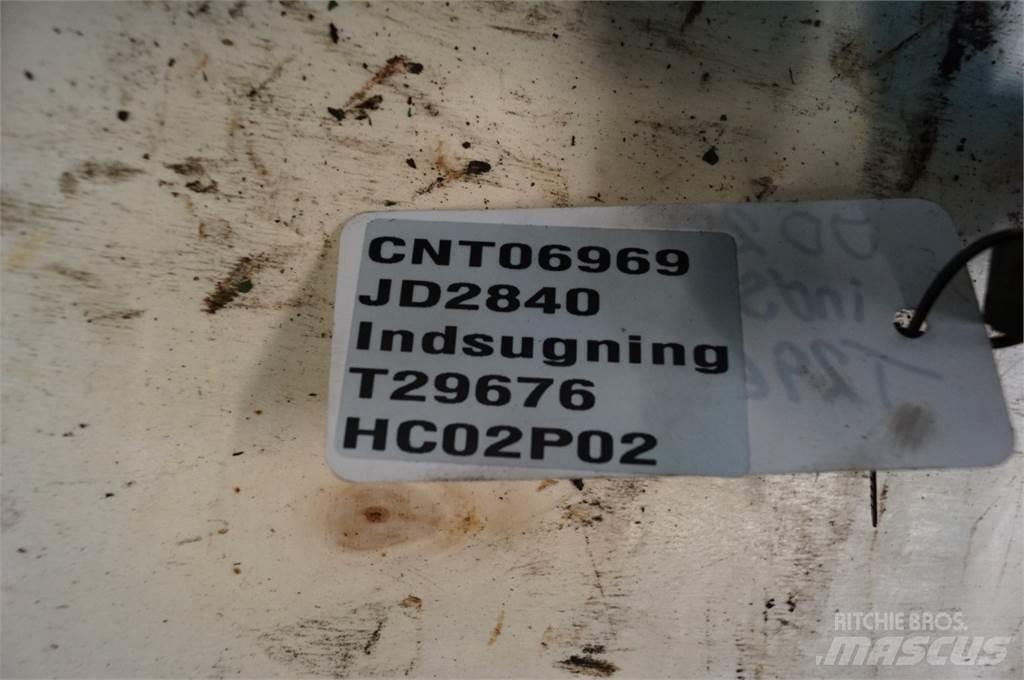 CNT06969
JD2840
Indsugning
T29676
HC02P02
RITCHIE BROS.
MASCUS